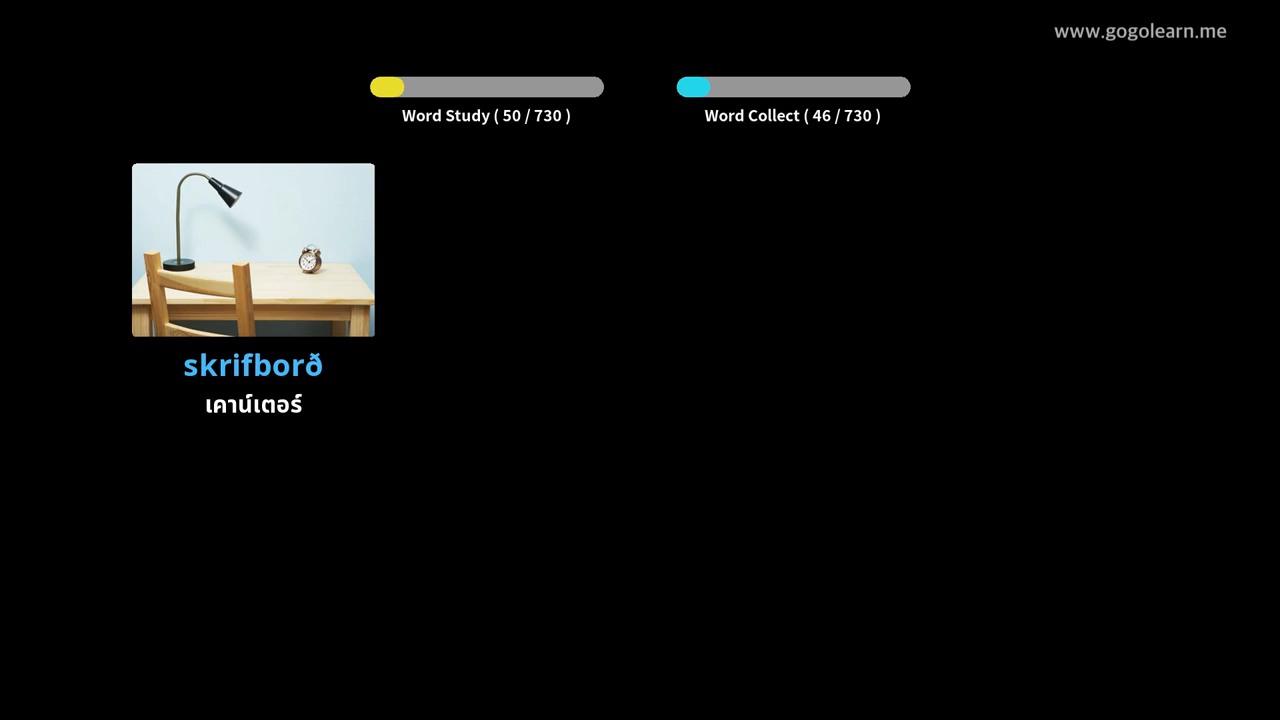 www.gogolearn.me
Word Study ( 50 / 730 )
Word Collect ( 46 / 730 )
skrifborð
เคาน์เตอร์